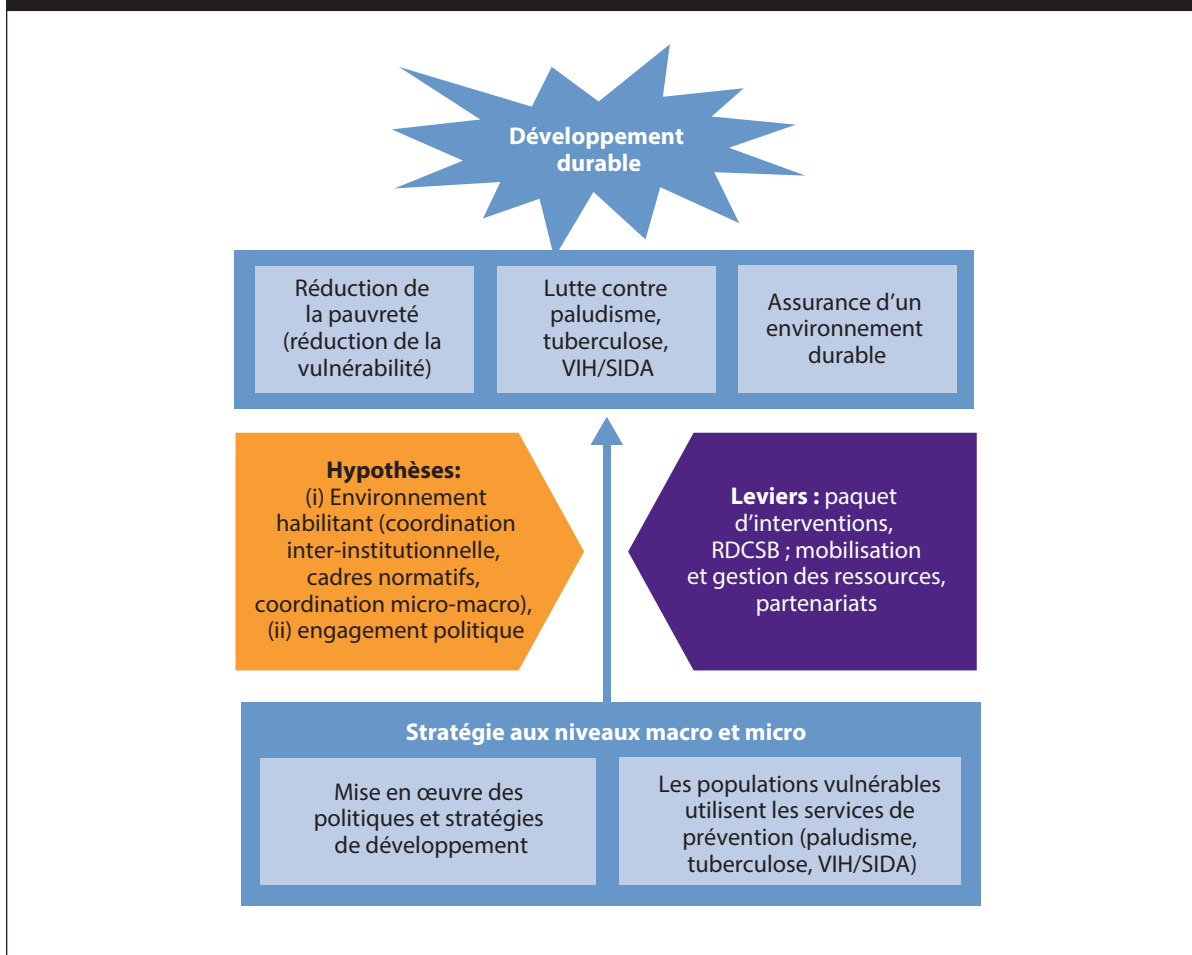 Développement
durable
Réduction de
la pauvreté
(réduction de la
vulnérabilité)
Lutte contre
paludisme,
tuberculose,
VIH/SIDA
Assurance d’un
environnement
durable
Hypothèses:
(i) Environnement
habilitant (coordination
inter-institutionnelle,
cadres normatifs,
coordination micro-macro),
(ii) engagement politique
Leviers : paquet
d’interventions,
RDCSB ; mobilisation
et gestion des ressources,
partenariats
Stratégie aux niveaux macro et micro
Mise en œuvre des
politiques et stratégies
de développement
Les populations vulnérables
utilisent les services de
prévention (paludisme,
tuberculose, VIH/SIDA)